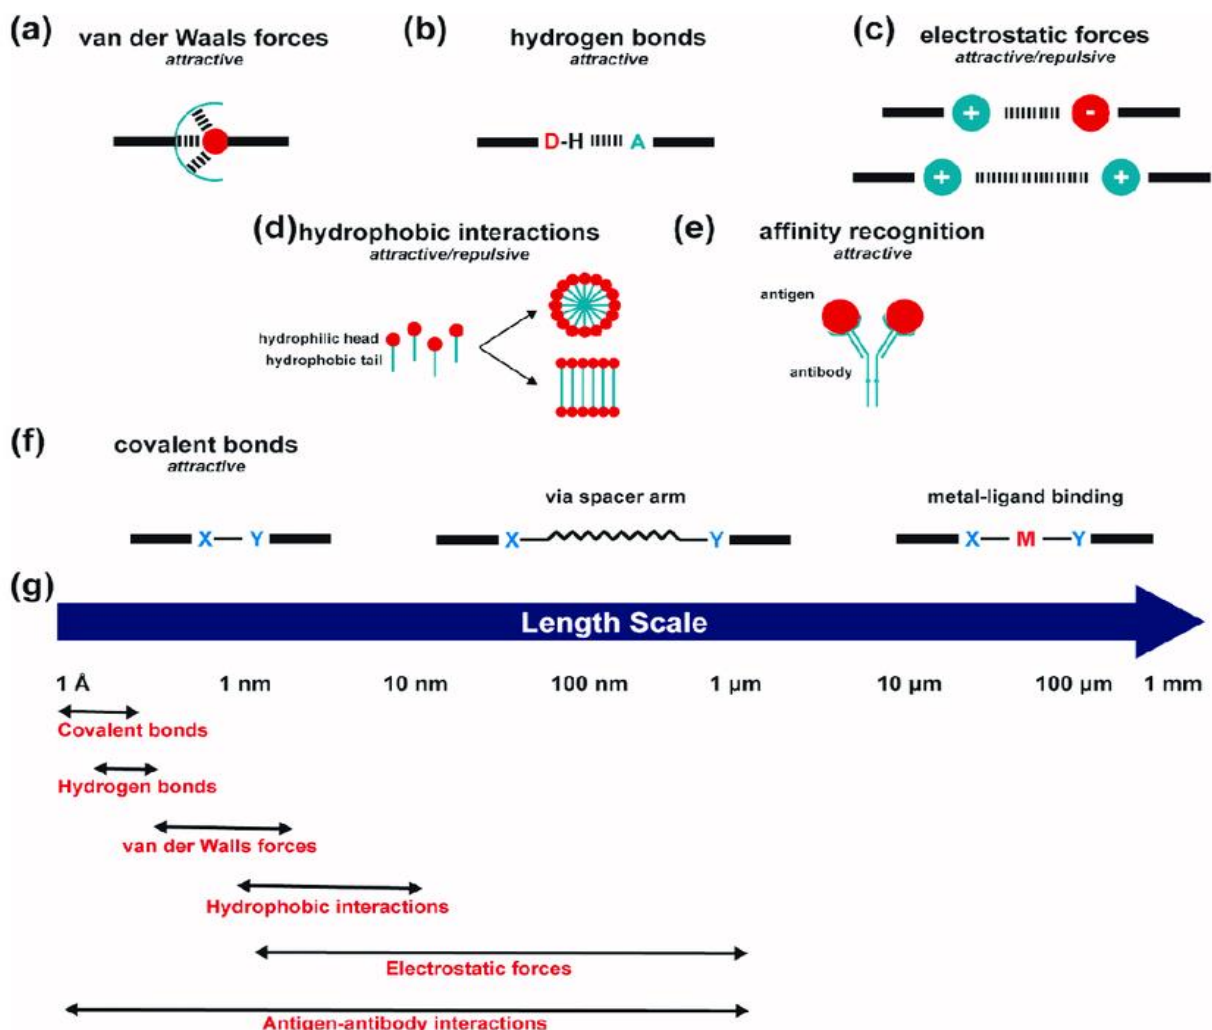 (a)
van der Waals forces
attractive
(b)
hydrogen bonds
attractive
D-H A
(c)
electrostatic forces
attractive/repulsive
+ -
+ +
(d) hydrophobic interactions
attractive/repulsive
hydrophilic head
hydrophobic tail
(e)
affinity recognition
attractive
antigen
antibody
(f)
covalent bonds
attractive
X Y
via spacer arm
X Y
metal-ligand binding
X M Y
(g)
Length Scale
1 Å 1 nm 10 nm 100 nm 1 µm 10 µm 100 µm 1 mm
Covalent bonds
Hydrogen bonds
van der Walls forces
Hydrophobic interactions
Electrostatic forces
Antigen-antibody interactions